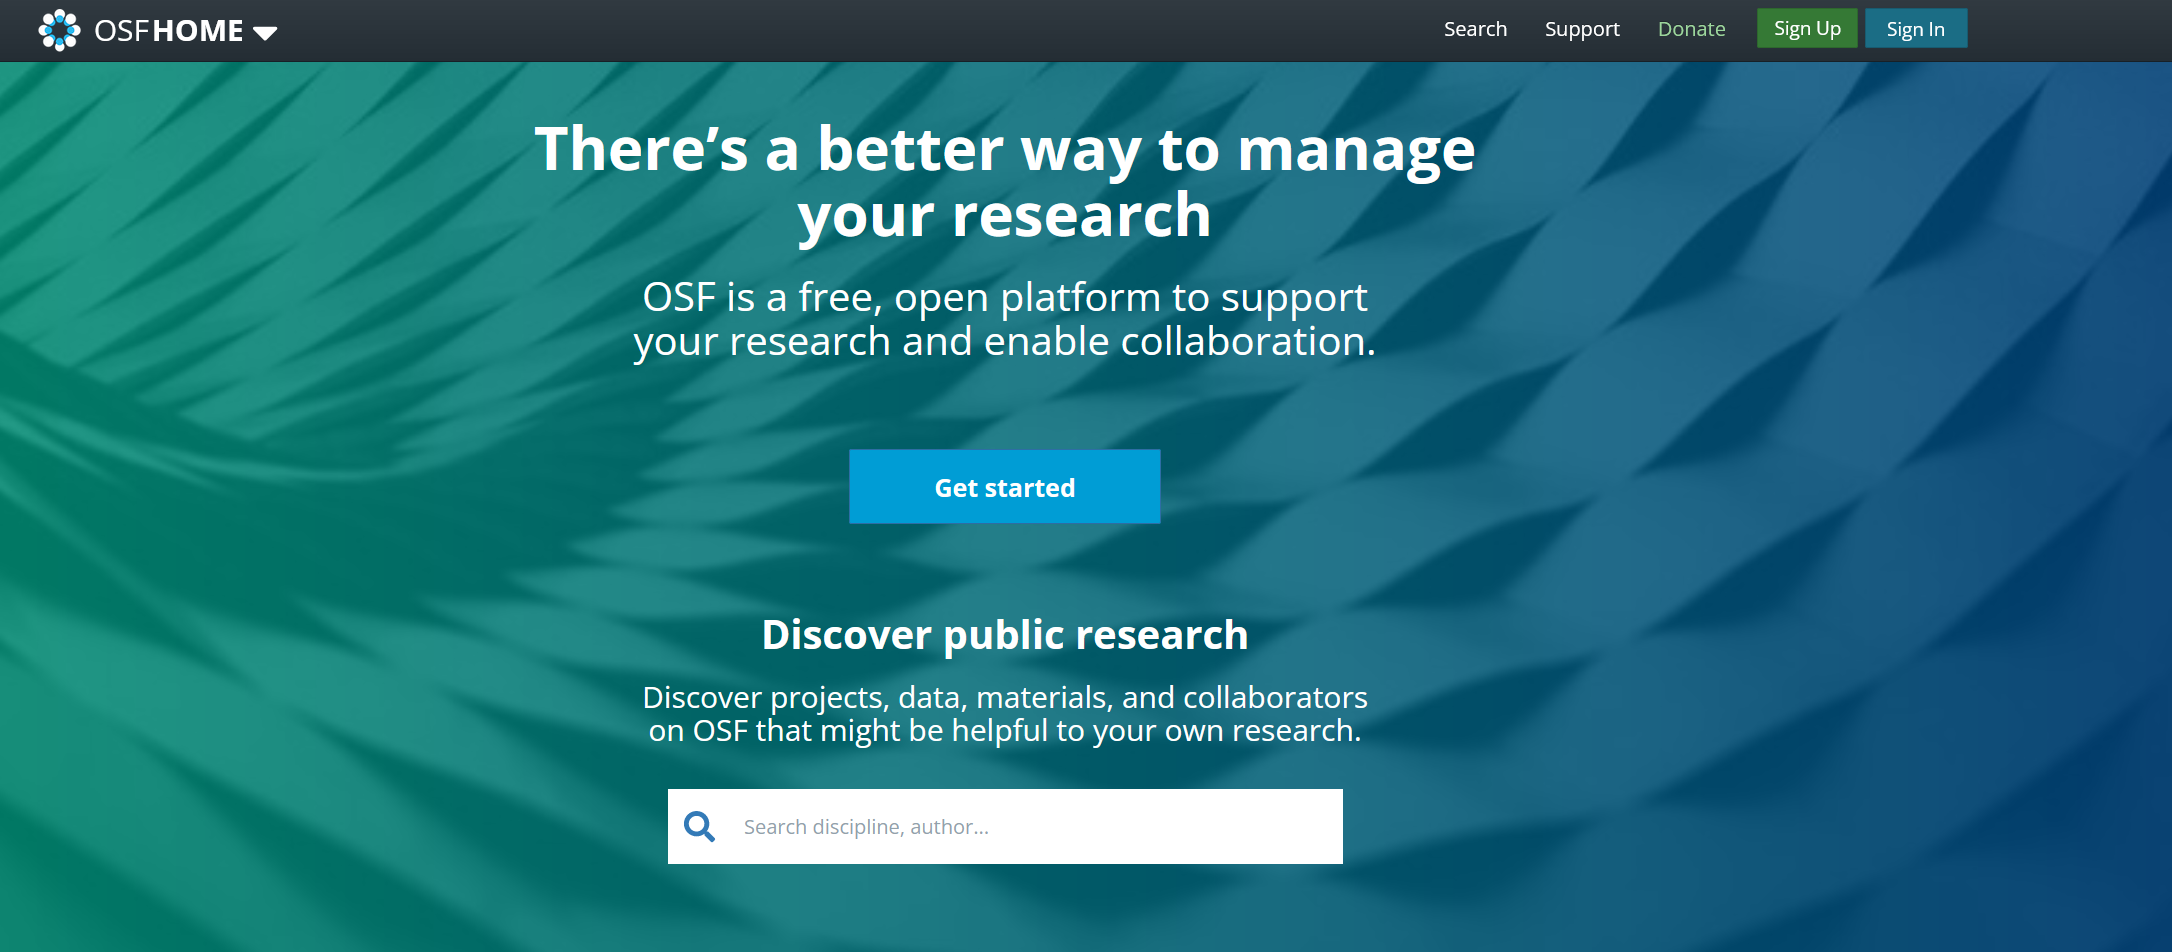 OSFHOME
Search
Support
Donate
Sign Up
Sign In
There’s a better way to manage
your research
OSF is a free, open platform to support
your research and enable collaboration.
Get started
Discover public research
Discover projects, data, materials, and collaborators
on OSF that might be helpful to your own research.
Search discipline, author...